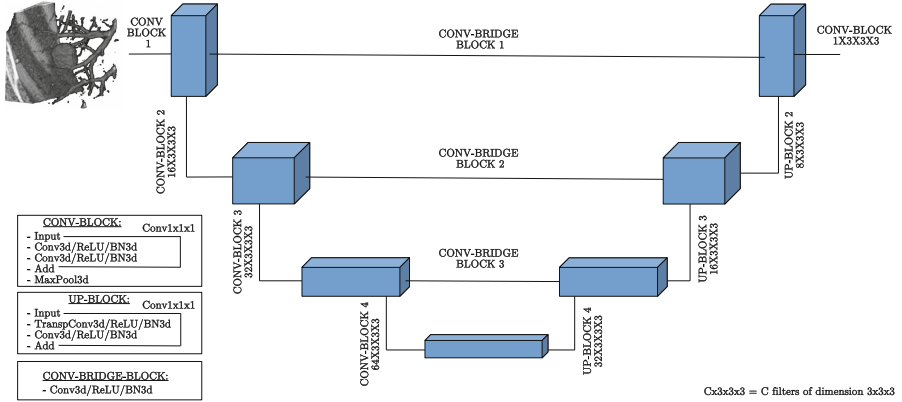 CONV
BLOCK
1
CONV-BRIDGE
BLOCK 1
CONV-BLOCK
1X3X3X3
CONV-BLOCK 2
16X3X3X3
UP-BLOCK 2
8X3X3X3
CONV-BRIDGE
BLOCK 2
CONV-BLOCK 3
32X3X3X3
UP-BLOCK 3
16X3X3X3
CONV-BRIDGE
BLOCK 3
CONV-BLOCK 4
64X3X3X3
UP-BLOCK 4
32X3X3X3
CONV-BLOCK:
Conv1x1x1
- Input
- Conv3d/ReLU/BN3d
- Conv3d/ReLU/BN3d
- Add
- MaxPool3d
UP-BLOCK:
Conv1x1x1
- Input
- TranspConv3d/ReLU/BN3d
- Conv3d/ReLU/BN3d
- Add
CONV-BRIDGE-BLOCK:
- Conv3d/ReLU/BN3d
Cx3x3x3 = C filters of dimension 3x3x3